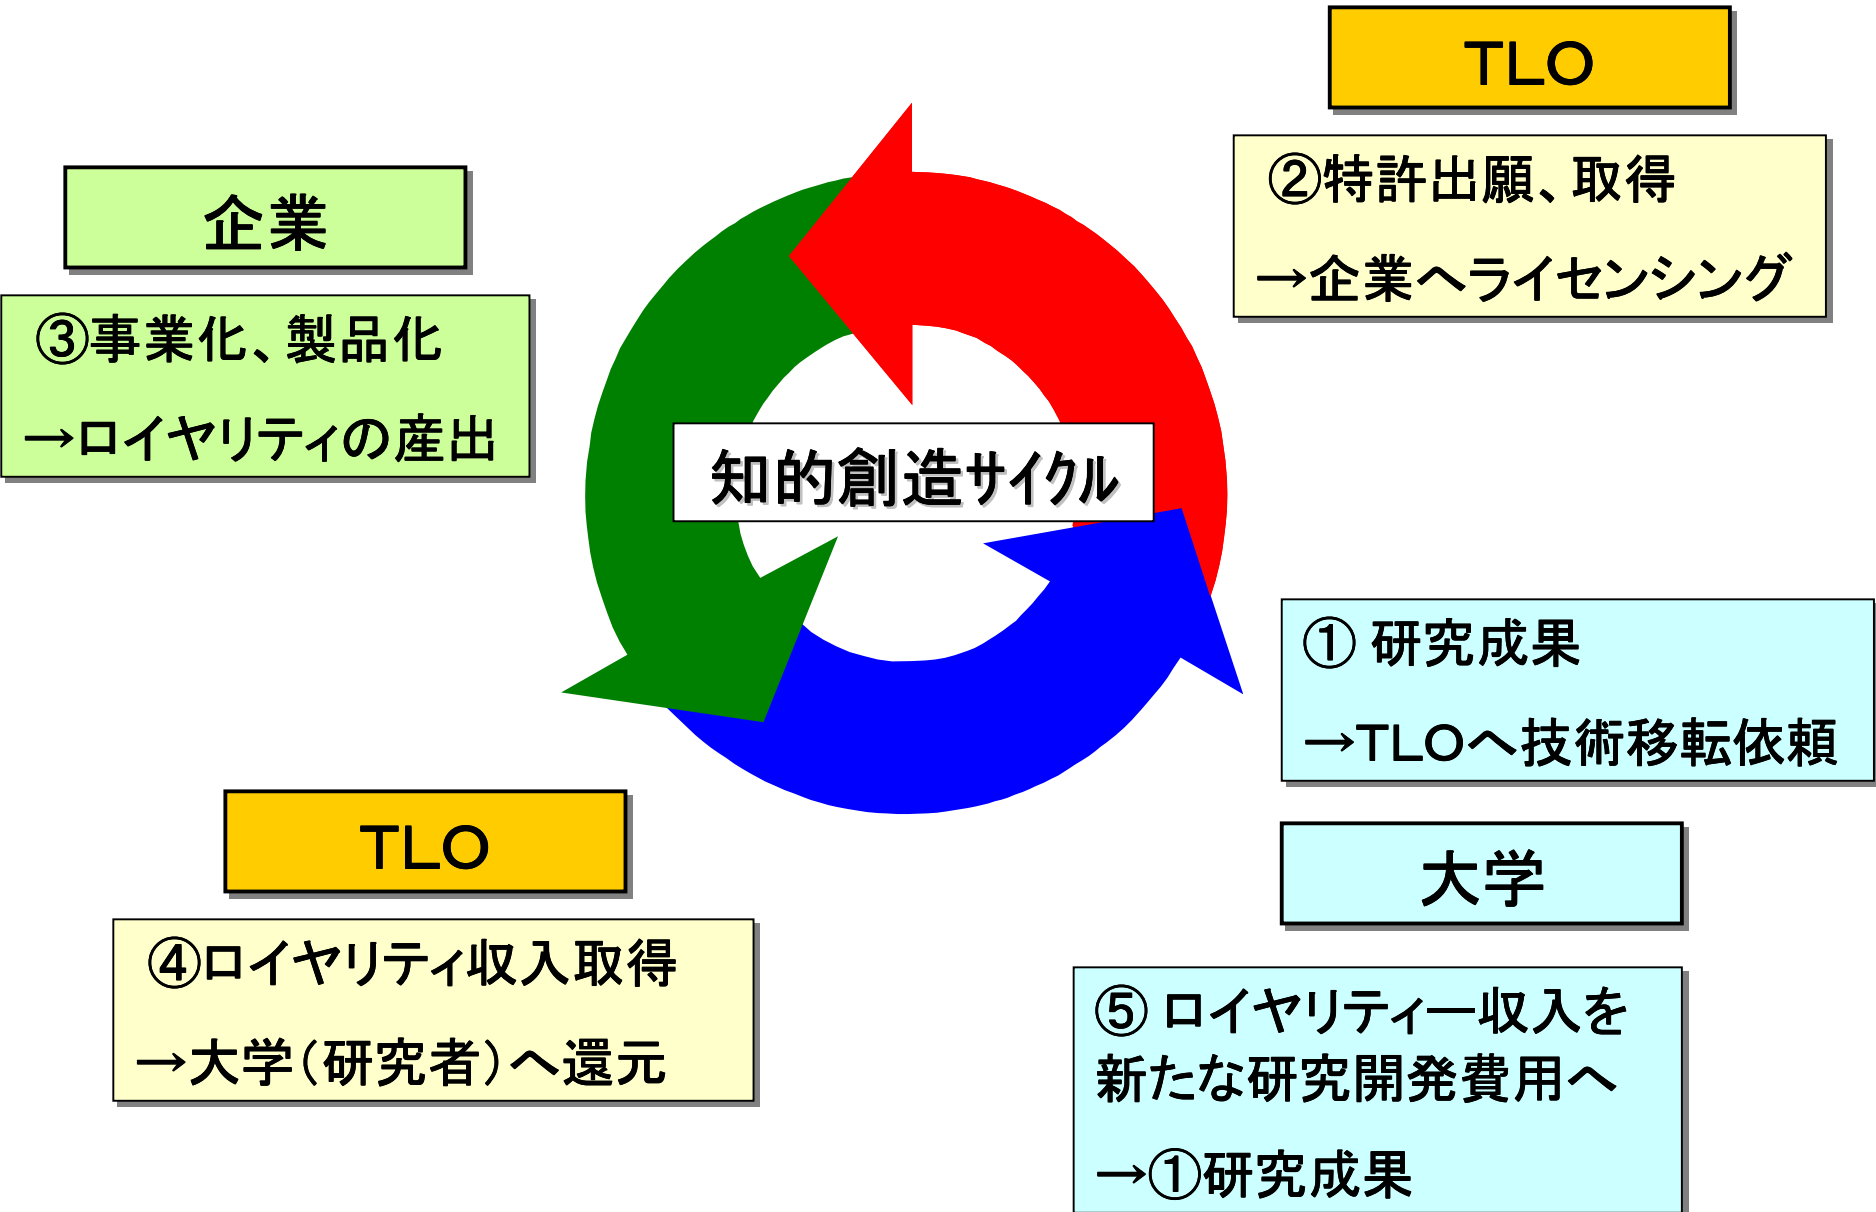 TLO
②特許出願、取得
→企業へライセンシング
企業
③事業化、製品化
→ロイヤリティの産出
知的創造ｻｲｸﾙ
① 研究成果
→TLOへ技術移転依頼
大学
TLO
④ロイヤリティ収入取得
→大学（研究者）へ還元
⑤ ロイヤリティー収入を
新たな研究開発費用へ
→①研究成果